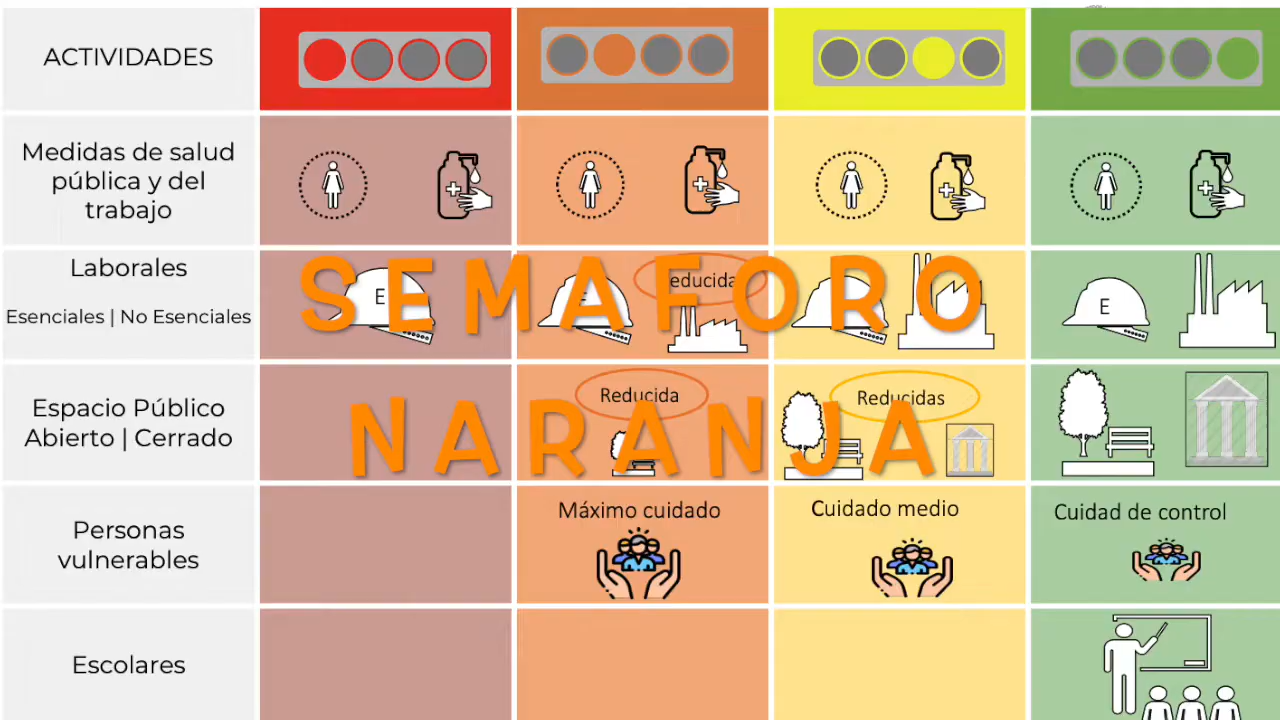 ACTIVIDADES
Medidas de salud
pública y del
trabajo
Laborales
Esenciales | No Esenciales
E
E
SEMAFORO
Espacio Público
Abierto | Cerrado
Reducida
Reducidas
NARANJA
Personas
vulnerables
Máximo cuidado
Cuidado medio
Cuidad de control
Escolares